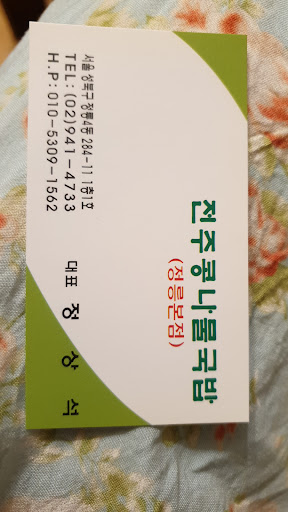 전주콩나물국밥
(정릉본점)
대표 정 상 석
서울 성북구 정릉4동 284-11 1층1호
TEL:(02)941-4733
H.P:010-5309-1562